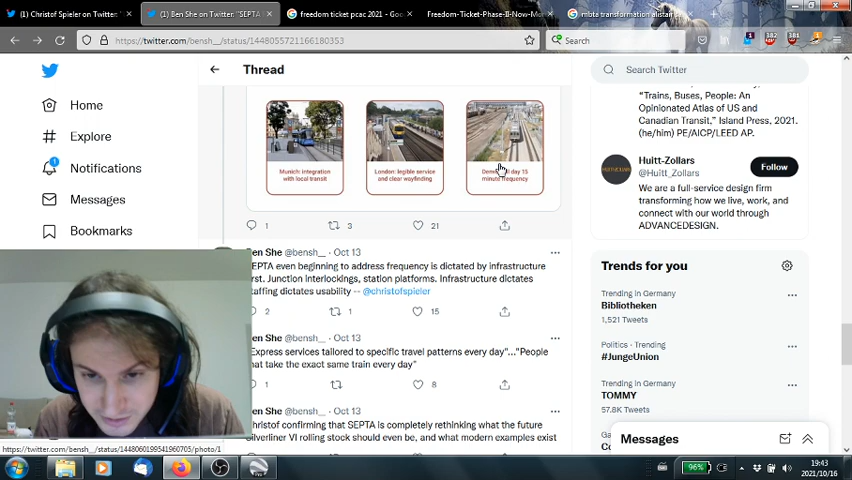 Christof Spieler on Twitter: "
Ben She on Twitter: "SEPTA
freedom ticket pcac 2021 - Goo
Freedom-Ticket-Phase-II-Now-Mor
mbta transformation alistair
https://twitter.com/bensh__/status/1448055721166180353
Search
1
382
381
Home
Explore
1
Notifications
Messages
Bookmarks
Thread
Munich: integration
with local transit
London: legible service
and clear wayfinding
day 15
minute frequency
1
3
21
Ben She @bensh__ · Oct 13
SEPTA even beginning to address frequency is dictated by infrastructure
first. Junction interlockings, station platforms. Infrastructure dictates
staffing dictates usability -- @christofspieler
2
1
15
Ben She @bensh__ · Oct 13
"Express services tailored to specific travel patterns every day"..."People
that take the exact same train every day"
1
8
Ben She @bensh__ · Oct 13
Christof confirming that SEPTA is completely rethinking what the future
Silverliner VI rolling stock should even be, and what modern examples exist
Search Twitter
"Trains, Buses, People: An
Opinionated Atlas of US and
Canadian Transit," Island Press, 2021.
(he/him) PE/AICP/LEED AP.
Huitt-Zollars
@Huitt_Zollars
Follow
We are a full-service design firm
transforming how we live, work, and
connect with our world through
ADVANCEDESIGN.
Trends for you
Trending in Germany
Bibliotheken
1,521 Tweets
Politics · Trending
#JungeUnion
Trending in Germany
TOMMY
57.8K Tweets
Messages
https://twitter.com/bensh__/status/1448060199541960705/photo/1
96%
19:43
2021/10/16